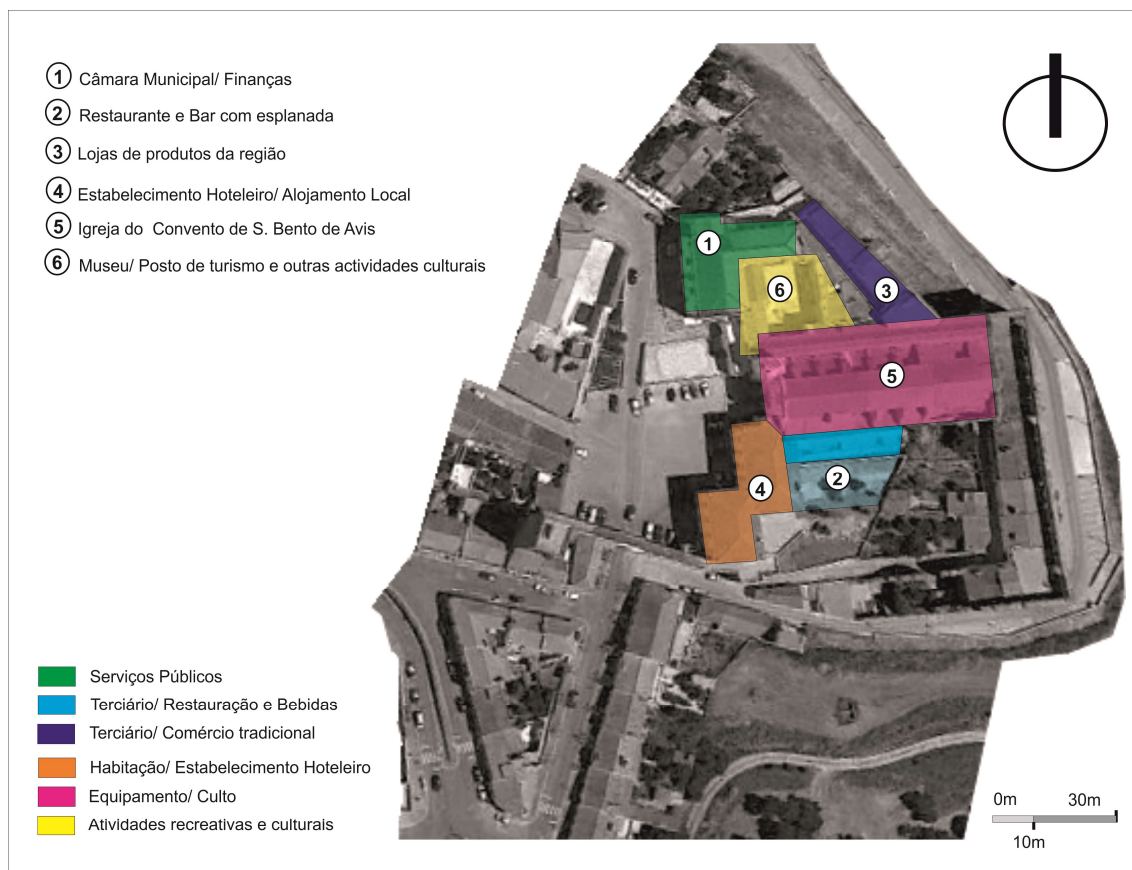 1 Câmara Municipal/ Finanças
2 Restaurante e Bar com esplanada
3 Lojas de produtos da região
4 Estabelecimento Hoteleiro/ Alojamento Local
5 Igreja do Convento de S. Bento de Avis
6 Museu/ Posto de turismo e outras actividades culturais
1
6
3
5
2
4
Serviços Públicos
Terciário/ Restauração e Bebidas
Terciário/ Comércio tradicional
Habitação/ Estabelecimento Hoteleiro
Equipamento/ Culto
Atividades recreativas e culturais
0m 30m
10m